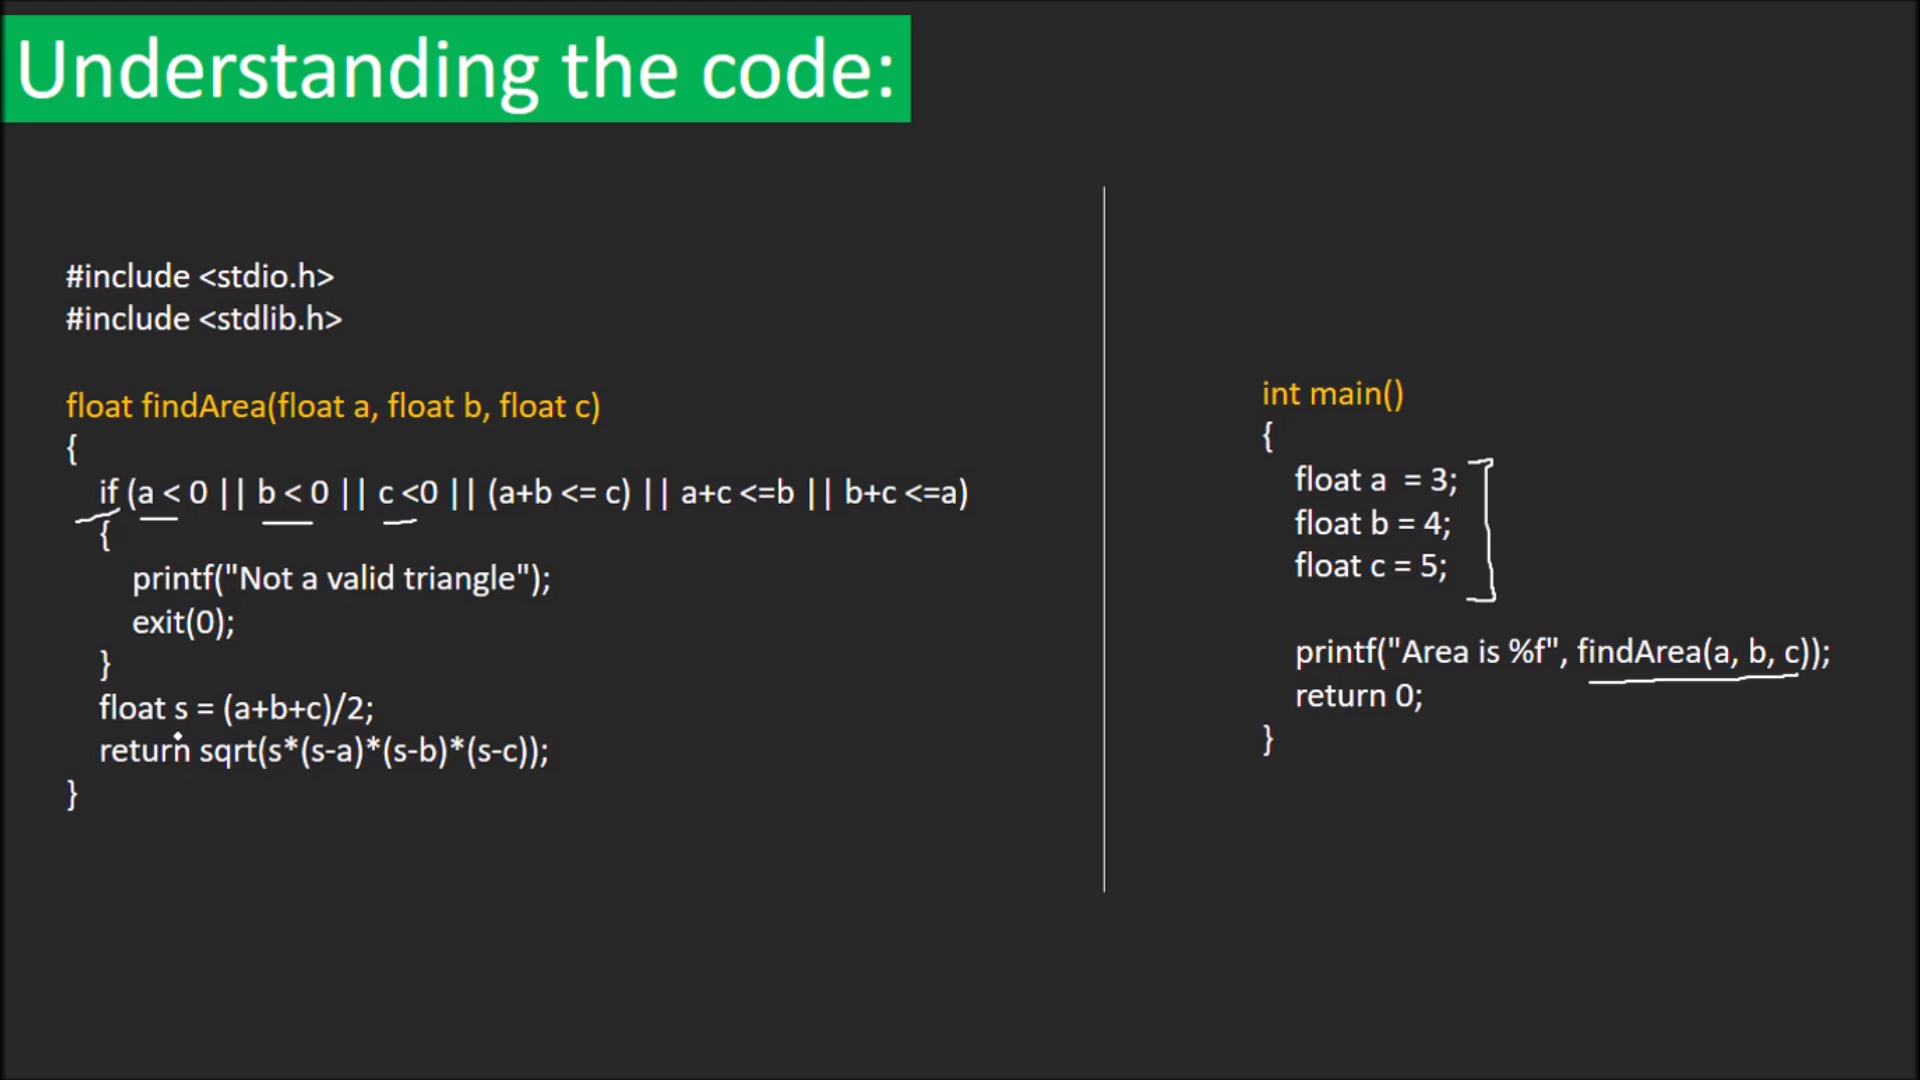 Understanding the code:
#include <stdio.h>
#include <stdlib.h>
float findArea(float a, float b, float c)
{
if (a < 0 || b < 0 || c <0 || (a+b <= c) || a+c <=b || b+c <=a)
{
printf("Not a valid triangle");
exit(0);
}
float s = (a+b+c)/2;
return sqrt(s*(s-a)*(s-b)*(s-c));
}
int main()
{
float a  = 3;
float b = 4;
float c = 5;
printf("Area is %f", findArea(a, b, c));
return 0;
}